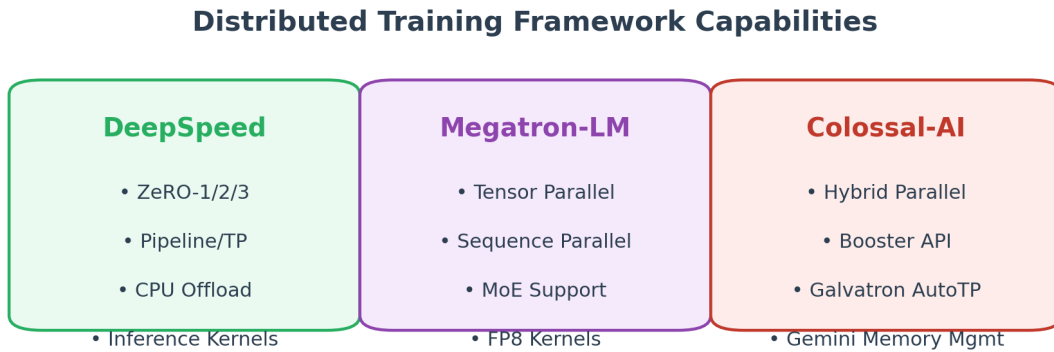 Distributed Training Framework Capabilities
DeepSpeed
• ZeRO-1/2/3
• Pipeline/TP
• CPU Offload
• Inference Kernels
Megatron-LM
• Tensor Parallel
• Sequence Parallel
• MoE Support
• FP8 Kernels
Colossal-AI
• Hybrid Parallel
• Booster API
• Galvatron AutoTP
• Gemini Memory Mgmt